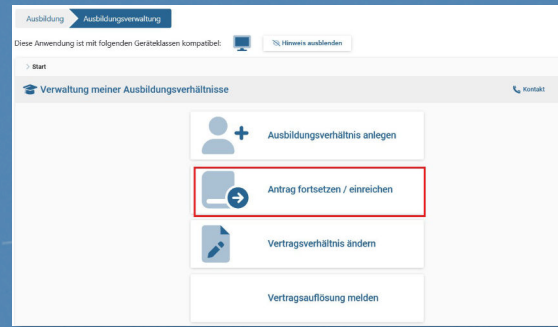 Ausbildung Ausbildungsverwaltung
Diese Anwendung ist mit folgenden Geräteklassen kompatibel: Hinweis ausblenden
> Start
Verwaltung meiner Ausbildungsverhältnisse Kontakt
Ausbildungsverhältnis anlegen
Antrag fortsetzen / einreichen
Vertragsverhältnis ändern
Vertragsauflösung melden